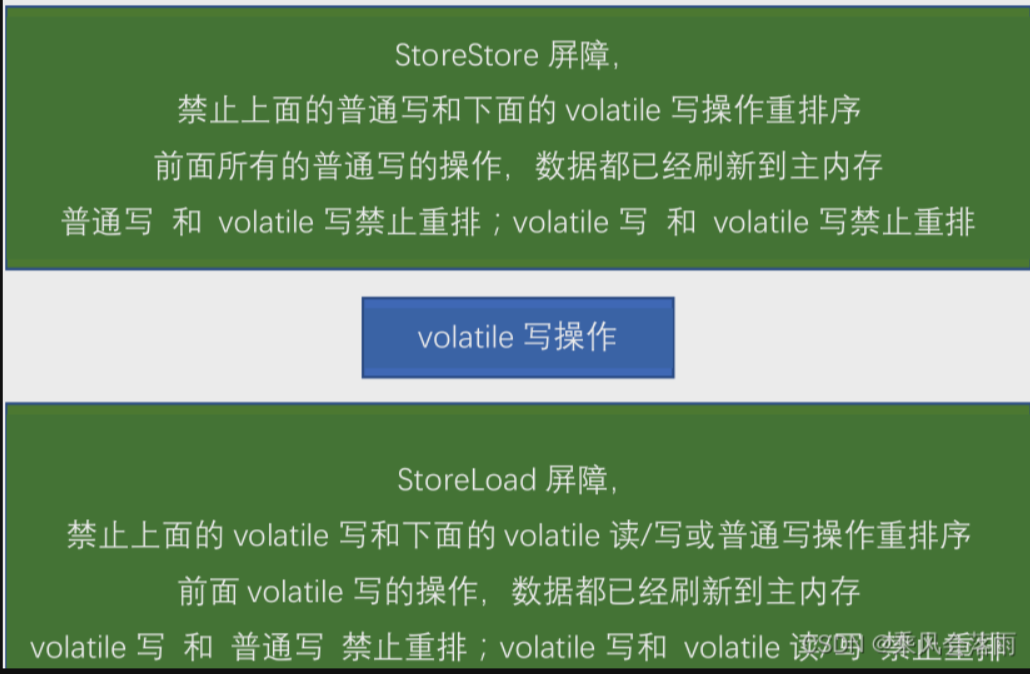 StoreStore 屏障，
禁止上面的普通写和下面的 volatile 写操作重排序
前面所有的普通写的操作，数据都已经刷新到主内存
普通写 和 volatile 写禁止重排；volatile 写 和 volatile 写禁止重排
volatile 写操作
StoreLoad 屏障，
禁止上面的 volatile 写和下面的 volatile 读/写或普通写操作重排序
前面 volatile 写的操作，数据都已经刷新到主内存
volatile 写 和 普通写 禁止重排；volatile 写和 volatile 读/写 禁止重排
CSDN @乘风